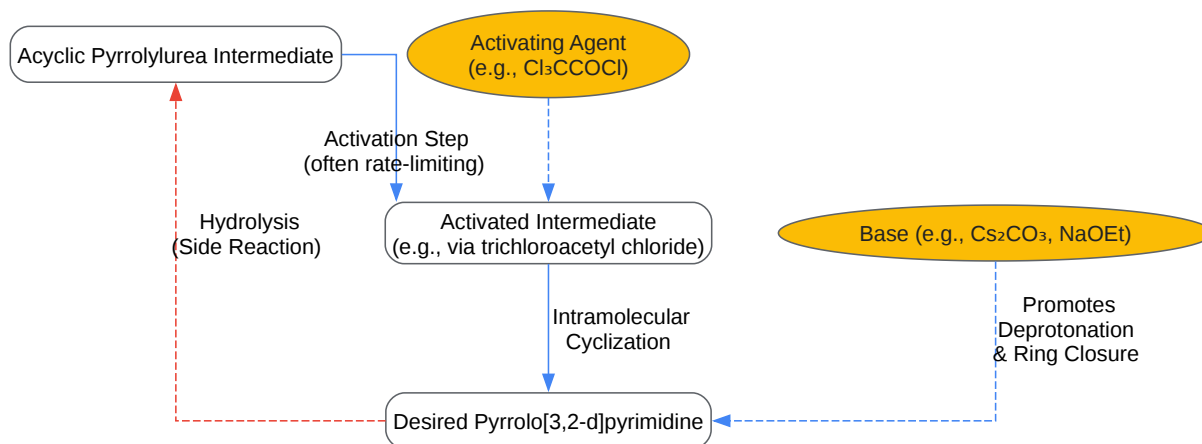 Acyclic Pyrrolylurea Intermediate
Activating Agent
(e.g., Cl₃CCOCl)
Activation Step
(often rate-limiting)
Hydrolysis
(Side Reaction)
Activated Intermediate
(e.g., via trichloroacetyl chloride)
Base (e.g., Cs₂CO₃, NaOEt)
Intramolecular
Cyclization
Promotes
Deprotonation
& Ring Closure
Desired Pyrrolo[3,2-d]pyrimidine